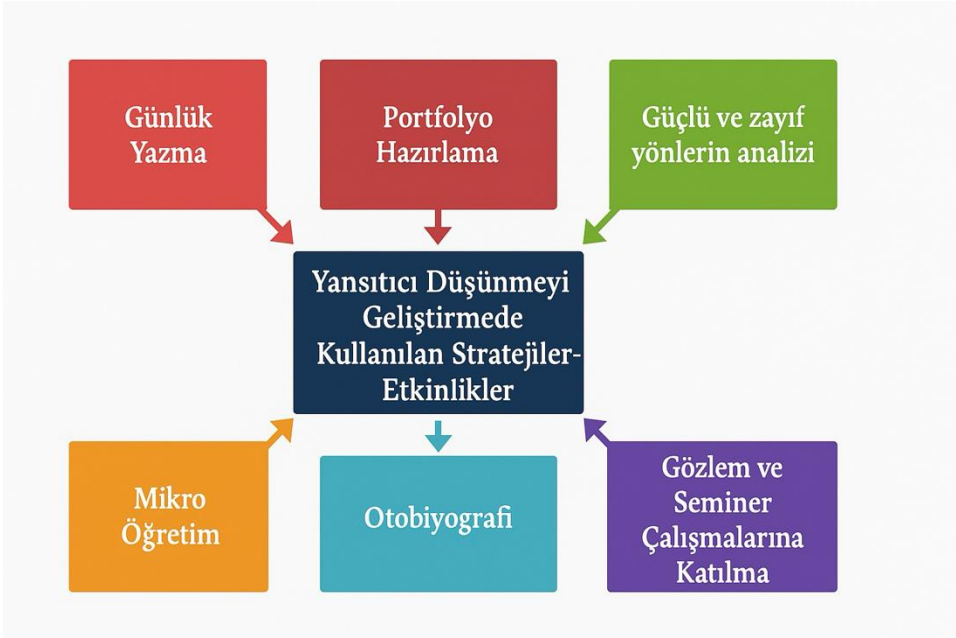 Günlük
Yazma
Portfolyo
Hazırlama
Güçlü ve zayıf
yönlerin analizi
Yansıtıcı Düşünmeyi
Geliştirmede
Kullanılan Stratejiler-
Etkinlikler
Mikro
Öğretim
Otobiyografi
Gözlem ve
Seminer
Çalışmalarına
Katılma